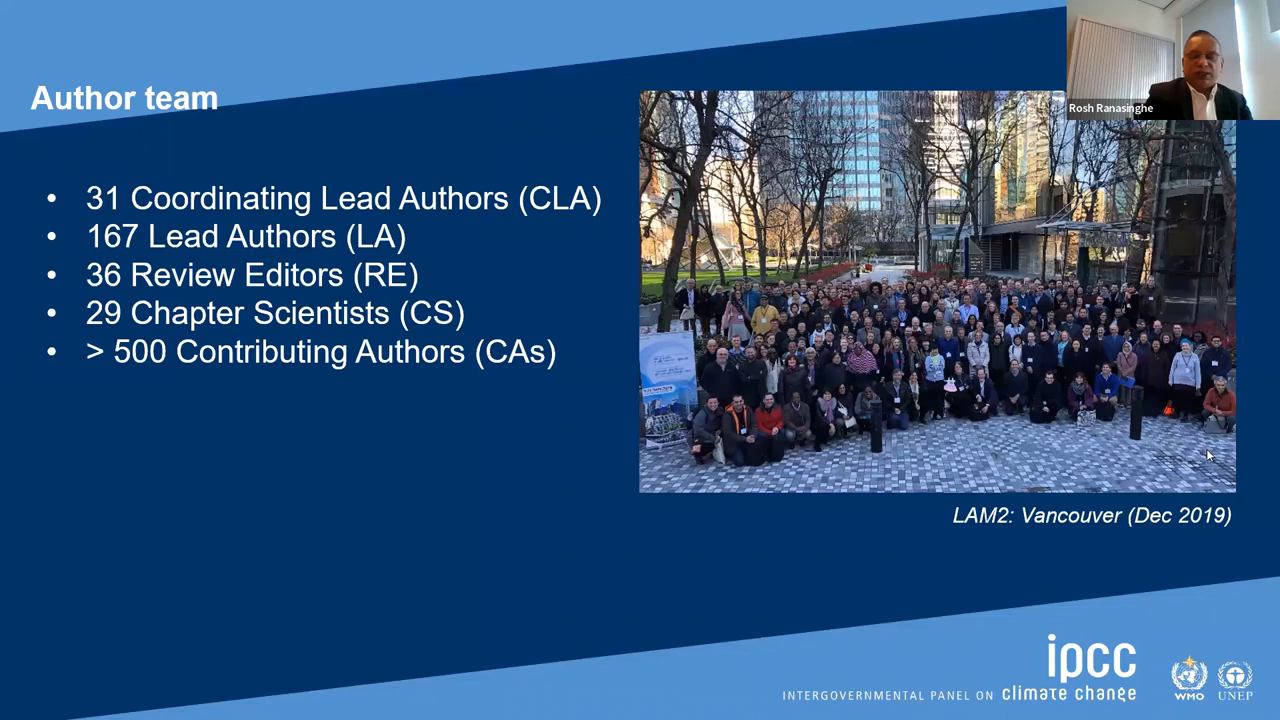 Author team
Rosh Ranasinghe
• 31 Coordinating Lead Authors (CLA)
• 167 Lead Authors (LA)
• 36 Review Editors (RE)
• 29 Chapter Scientists (CS)
• > 500 Contributing Authors (CAs)
LAM2: Vancouver (Dec 2019)
ipcc
INTERGOVERNMENTAL PANEL ON climate change
WMO
UNEP